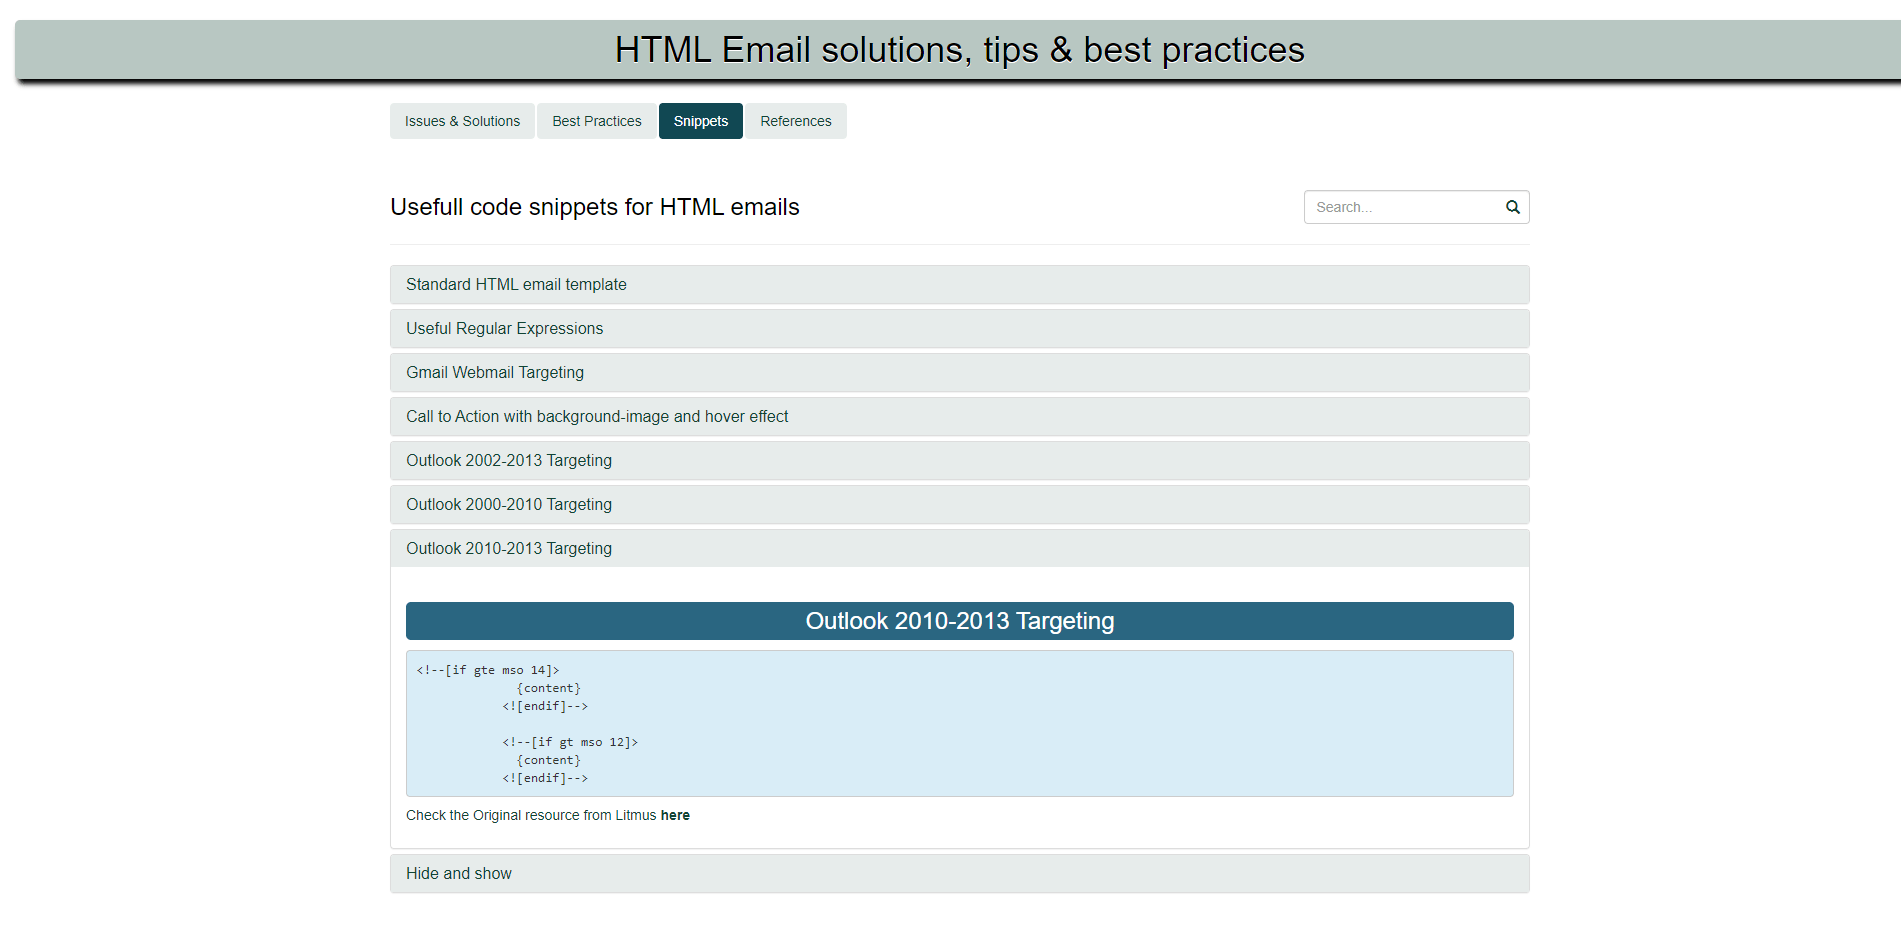 HTML Email solutions, tips & best practices
Issues & Solutions Best Practices Snippets References
Usefull code snippets for HTML emails
Search...
Standard HTML email template
Useful Regular Expressions
Gmail Webmail Targeting
Call to Action with background-image and hover effect
Outlook 2002-2013 Targeting
Outlook 2000-2010 Targeting
Outlook 2010-2013 Targeting
Outlook 2010-2013 Targeting
<!--[if gte mso 14]>
{content}
<![endif]-->
<!--[if gt mso 12]>
{content}
<![endif]-->
Check the Original resource from Litmus here
Hide and show